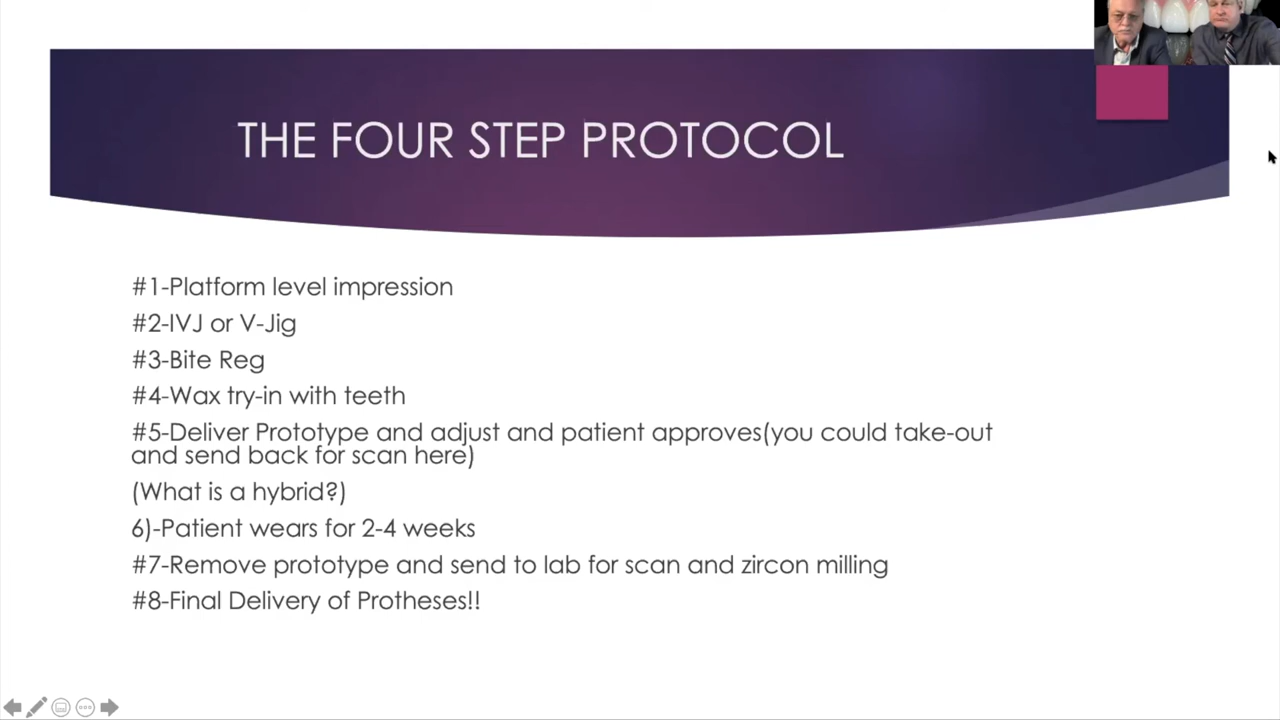 THE FOUR STEP PROTOCOL
#1-Platform level impression
#2-IVJ or V-Jig
#3-Bite Reg
#4-Wax try-in with teeth
#5-Deliver Prototype and adjust and patient approves(you could take-out
and send back for scan here)
(What is a hybrid?)
6)-Patient wears for 2-4 weeks
#7-Remove prototype and send to lab for scan and zircon milling
#8-Final Delivery of Protheses!!